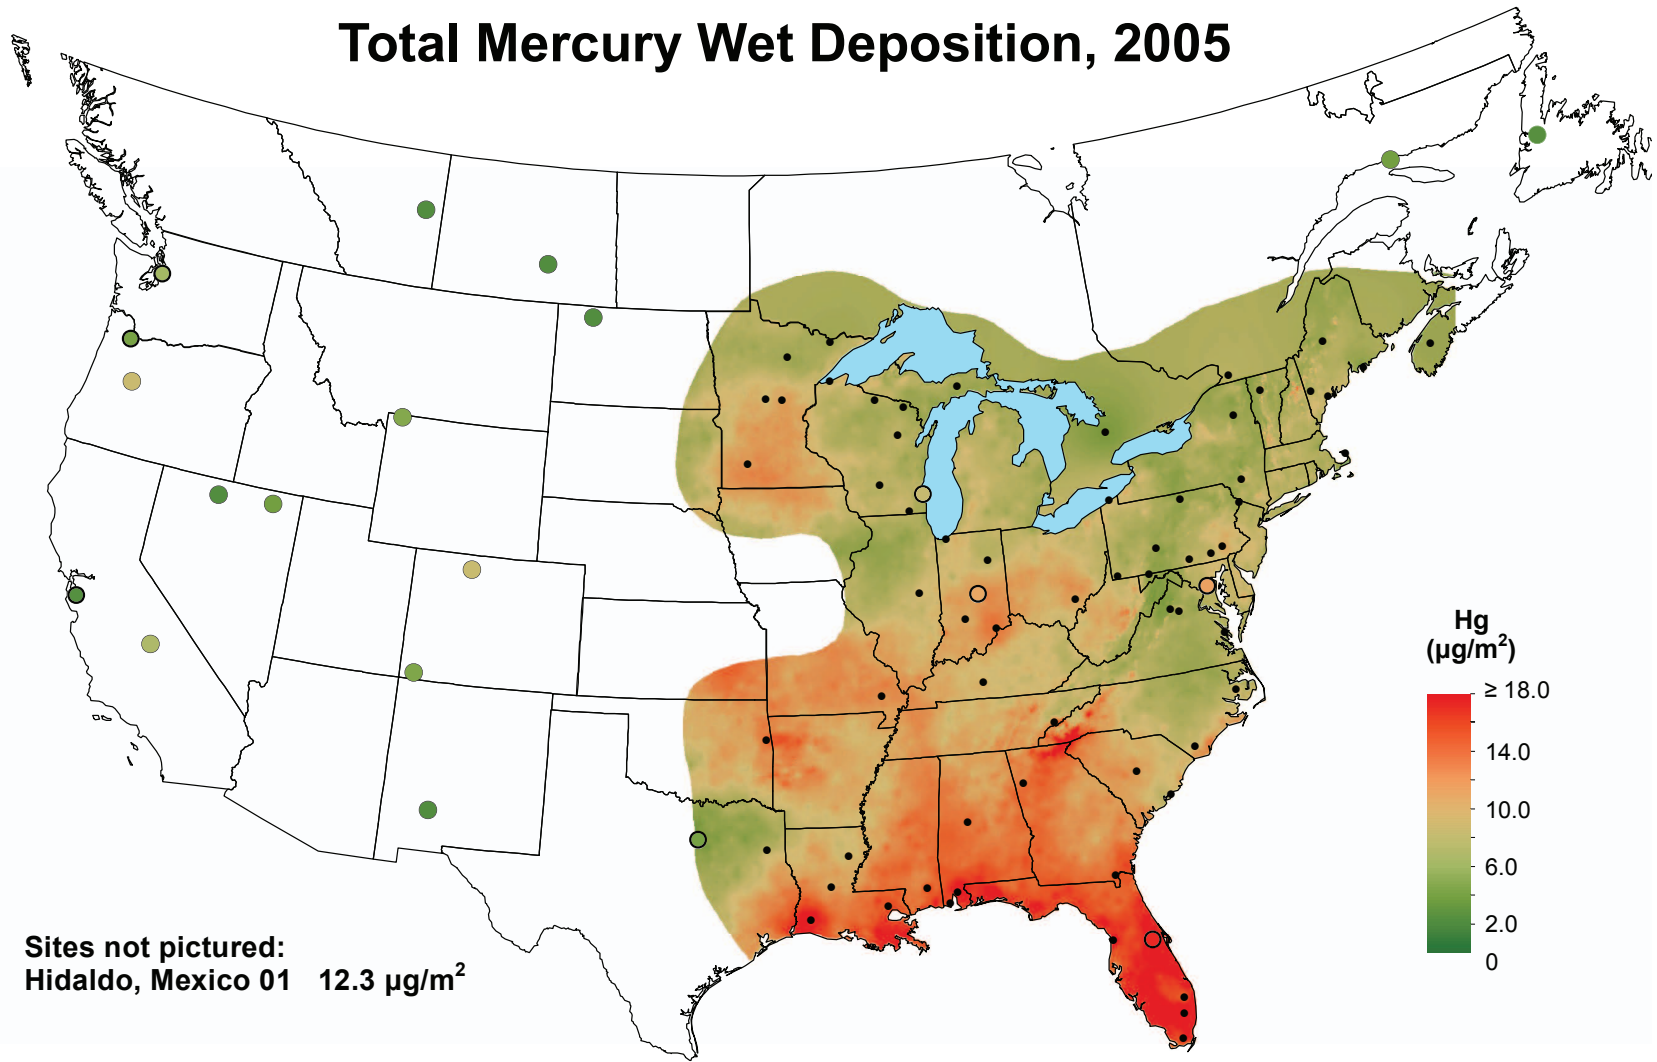 Total Mercury Wet Deposition, 2005
Hg
(µg/m²)
≥ 18.0
14.0
10.0
6.0
2.0
0
Sites not pictured:
Hidaldo, Mexico 01 12.3 µg/m²